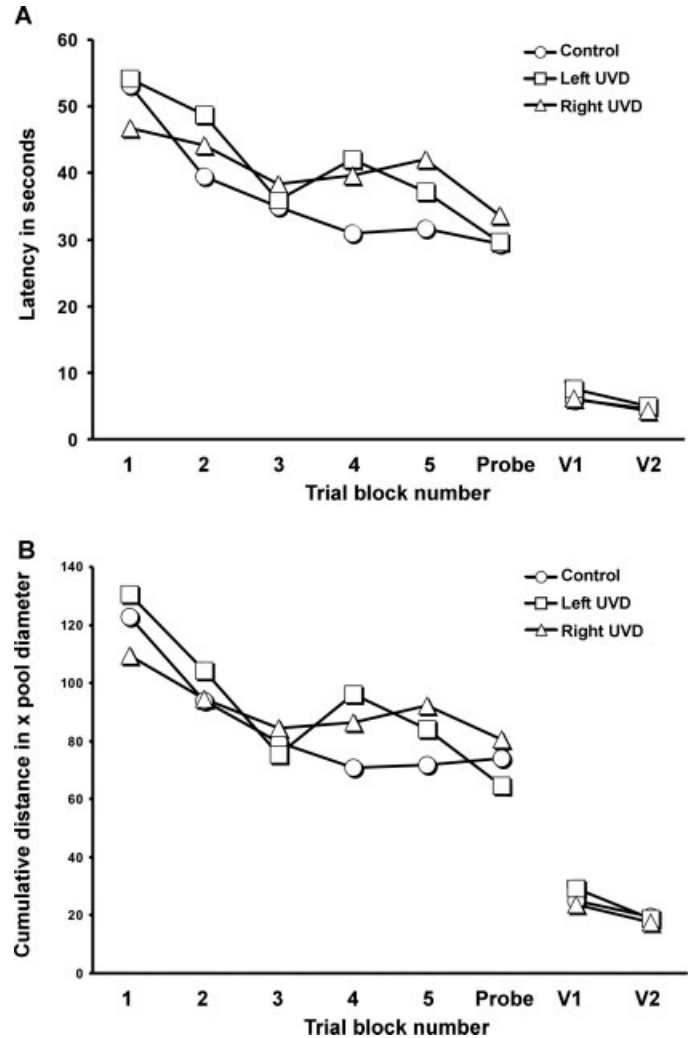 A
60
50
40
30
20
10
0
Latency in seconds
Control
Left UVD
Right UVD
1 2 3 4 5 Probe V1 V2
Trial block number
B
140
120
100
80
60
40
20
0
Cumulative distance in x pool diameter
Control
Left UVD
Right UVD
1 2 3 4 5 Probe V1 V2
Trial block number